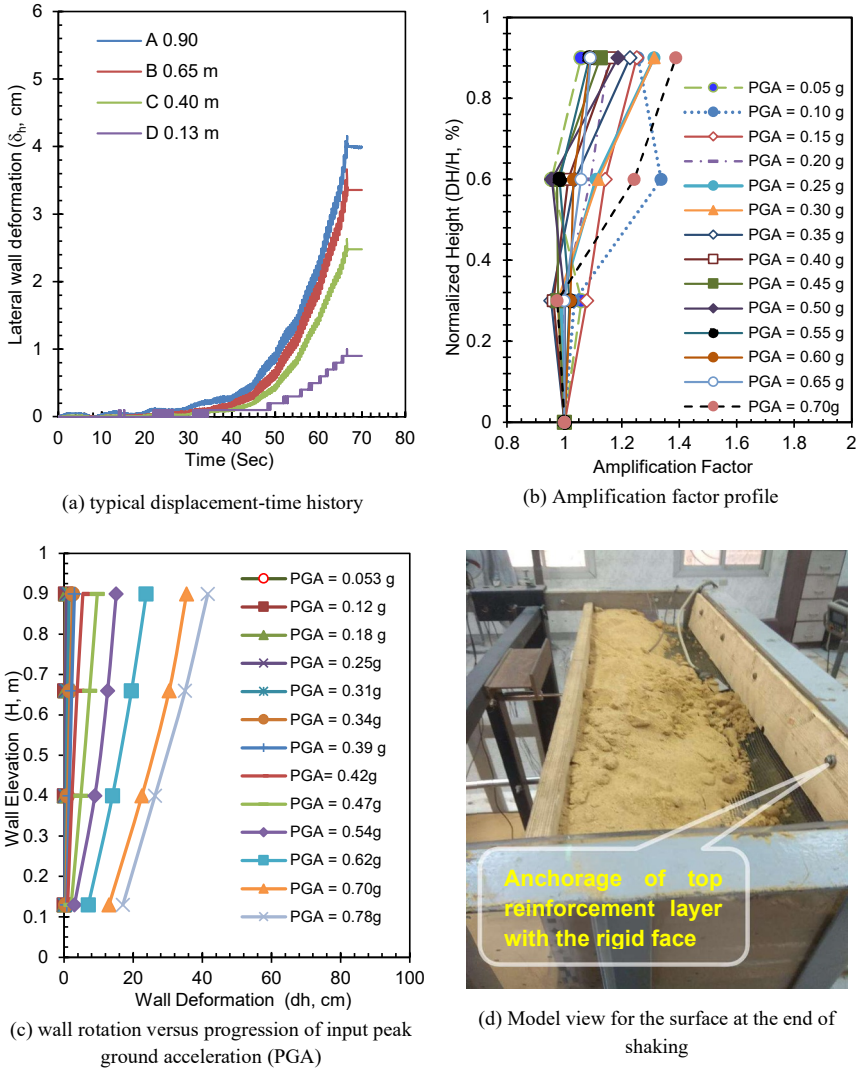 6
5
4
3
2
1
0
Lateral wall deformation (δh, cm)
A 0.90
B 0.65 m
C 0.40 m
D 0.13 m
0 10 20 30 40 50 60 70 80
Time (Sec)
(a) typical displacement-time history
1
0.8
0.6
0.4
0.2
0
Normalized Height (DH/H, %)
0.8 1 1.2 1.4 1.6 1.8 2
Amplification Factor
PGA = 0.05 g
PGA = 0.10 g
PGA = 0.15 g
PGA = 0.20 g
PGA = 0.25 g
PGA = 0.30 g
PGA = 0.35 g
PGA = 0.40 g
PGA = 0.45 g
PGA = 0.50 g
PGA = 0.55 g
PGA = 0.60 g
PGA = 0.65 g
PGA = 0.70g
(b) Amplification factor profile
1
0.9
0.8
0.7
0.6
0.5
0.4
0.3
0.2
0.1
0
Wall Elevation (H, m)
0 20 40 60 80 100
Wall Deformation (dh, cm)
PGA = 0.053 g
PGA = 0.12 g
PGA = 0.18 g
PGA = 0.25g
PGA = 0.31g
PGA = 0.34 g
PGA = 0.39 g
PGA= 0.42g
PGA = 0.47g
PGA = 0.54g
PGA = 0.62g
PGA = 0.70g
PGA = 0.78g
(c) wall rotation versus progression of input peak
ground acceleration (PGA)
Anchorage of top
reinforcement layer
with the rigid face
(d) Model view for the surface at the end of
shaking